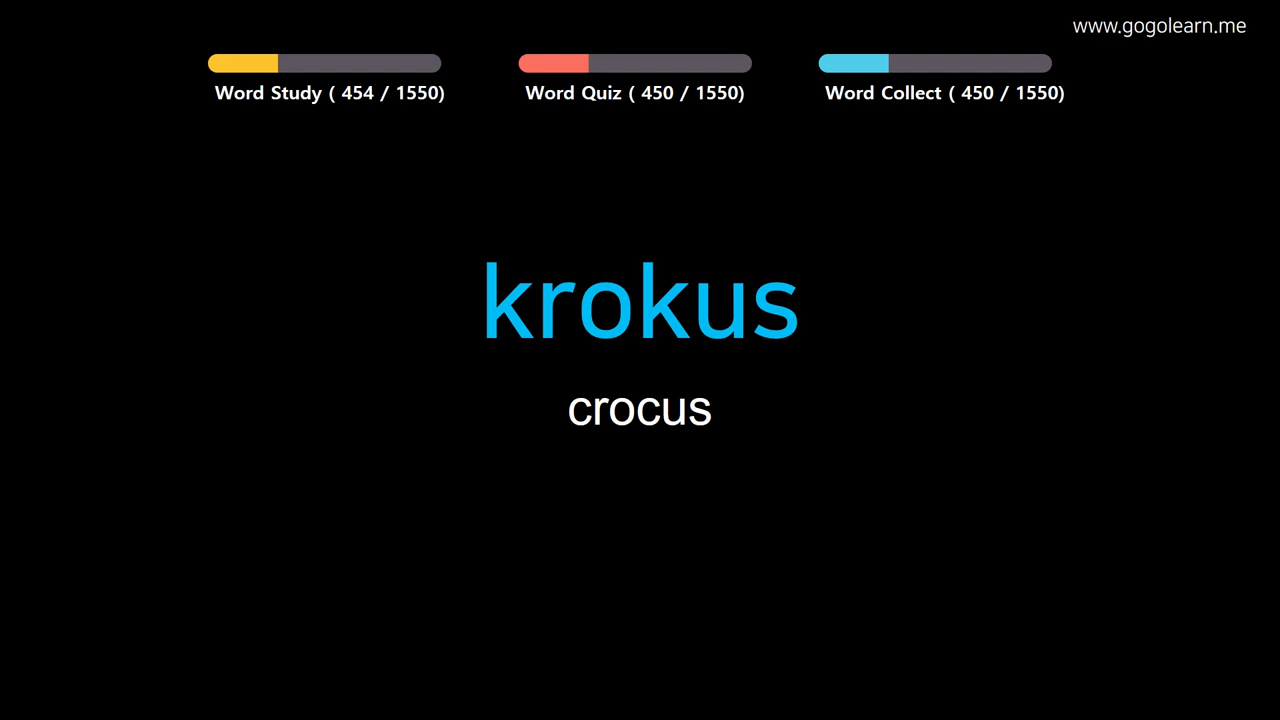 www.gogolearn.me
Word Study ( 454 / 1550)
Word Quiz ( 450 / 1550)
Word Collect ( 450 / 1550)
krokus
crocus